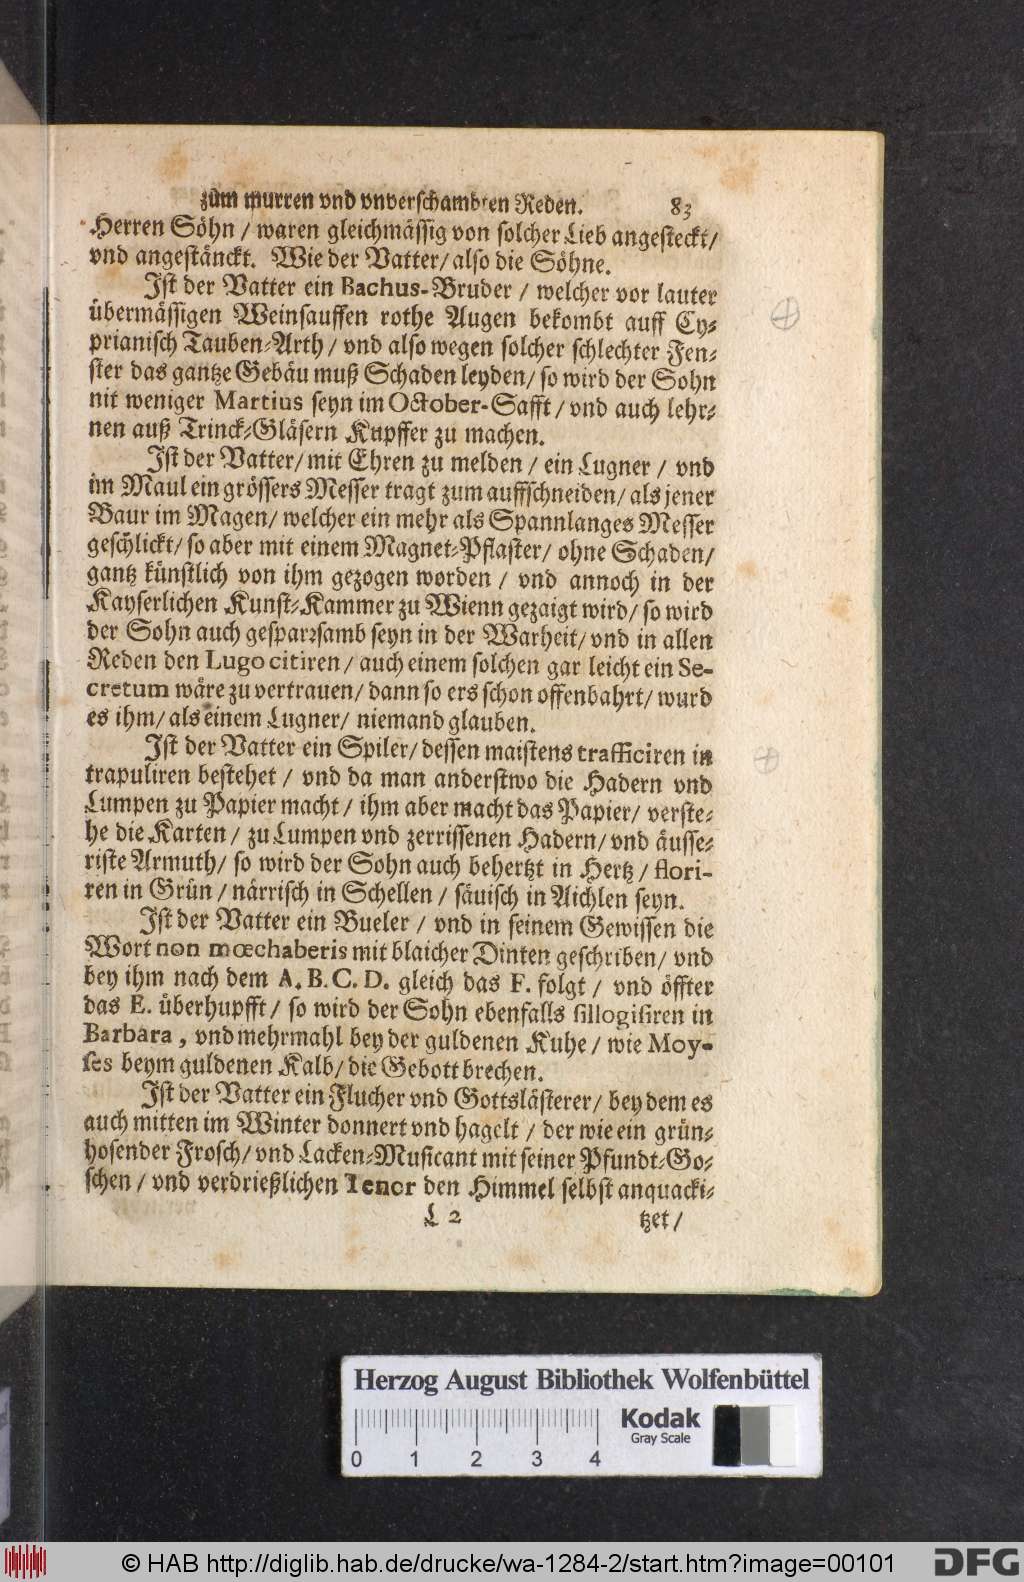 zum murren vnd vnverschambten Reden. 83
Herren Söhn / waren gleichmässig von solcher Lieb angesteckt /
vnd angestänckt. Wie der Vatter / also die Söhne.
Ist der Vatter ein Bachus-Bruder / welcher vor lauter
übermässigen Weinsauffen rothe Augen bekombt auff Cy-
prianisch Tauben-Arth / vnd also wegen solcher schlechter Fen-
ster das gantze Gebäu muß Schaden leyden / so wird der Sohn
nit weniger Martius seyn im October-Safft / vnd auch lehr-
nen auß Trinck-Gläsern Kupffer zu machen.
Ist der Vatter / mit Ehren zu melden / ein Lugner / vnd
im Maul ein grössers Messer tragt zum auffschneiden / als jener
Baur im Magen / welcher ein mehr als Spannlanges Messer
geschlickt / so aber mit einem Magnet-Pflaster / ohne Schaden /
gantz künstlich von ihm gezogen worden / vnd annoch in der
Kayserlichen Kunst-Kammer zu Wienn gezaigt wird / so wird
der Sohn auch gesparsamb seyn in der Warheit / vnd in allen
Reden den Lugo citiren / auch einem solchen gar leicht ein Se-
cretum wäre zu vertrauen / dann so ers schon offenbahrt / wurd
es ihm / als einem Lugner / niemand glauben.
Ist der Vatter ein Spiler / dessen maistens trafficiren in
trapuliren bestehet / vnd da man anderstwo die Hadern vnd
Lumpen zu Papier macht / ihm aber macht das Papier / verste-
he die Karten / zu Lumpen vnd zerrissenen Hadern / vnd äusse-
riste Armuth / so wird der Sohn auch behertzt in Hertz / flori-
ren in Grün / närrisch in Schellen / säuisch in Aichlen seyn.
Ist der Vatter ein Bueler / vnd in seinem Gewissen die
Wort non mœchaberis mit blaicher Dinten geschriben / vnd
bey ihm nach dem A. B. C. D. gleich das F. folgt / vnd öffter
das E. überhupfft / so wird der Sohn ebenfalls sillogisiren in
Barbara, vnd mehrmahl bey der guldenen Kuhe / wie Moy-
ses beym guldenen Kalb / die Gebott brechen.
Ist der Vatter ein Flucher vnd Gottslästerer / bey dem es
auch mitten im Winter donnert vnd hagelt / der wie ein grün-
hosender Frosch / vnd Lacken-Musicant mit seiner Pfundt-Go-
schen / vnd verdrießlichen Tenor den Himmel selbst anquacki-
L 2 tzet /
Herzog August Bibliothek Wolfenbüttel
0 1 2 3 4
Kodak
Gray Scale
© HAB http://diglib.hab.de/drucke/wa-1284-2/start.htm?image=00101
DFG